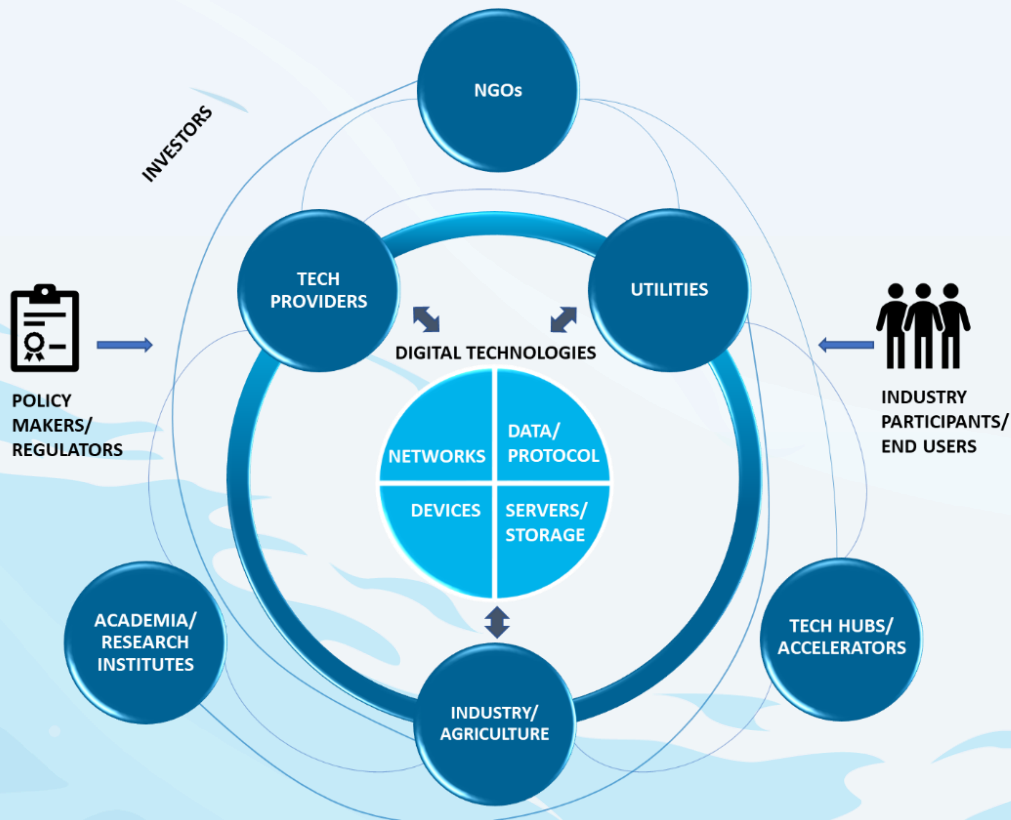 NGOs
INVESTORS
TECH
PROVIDERS
UTILITIES
DIGITAL TECHNOLOGIES
POLICY
MAKERS/
REGULATORS
INDUSTRY
PARTICIPANTS/
END USERS
NETWORKS
DATA/
PROTOCOL
DEVICES
SERVERS/
STORAGE
ACADEMIA/
RESEARCH
INSTITUTES
TECH HUBS/
ACCELERATORS
INDUSTRY/
AGRICULTURE